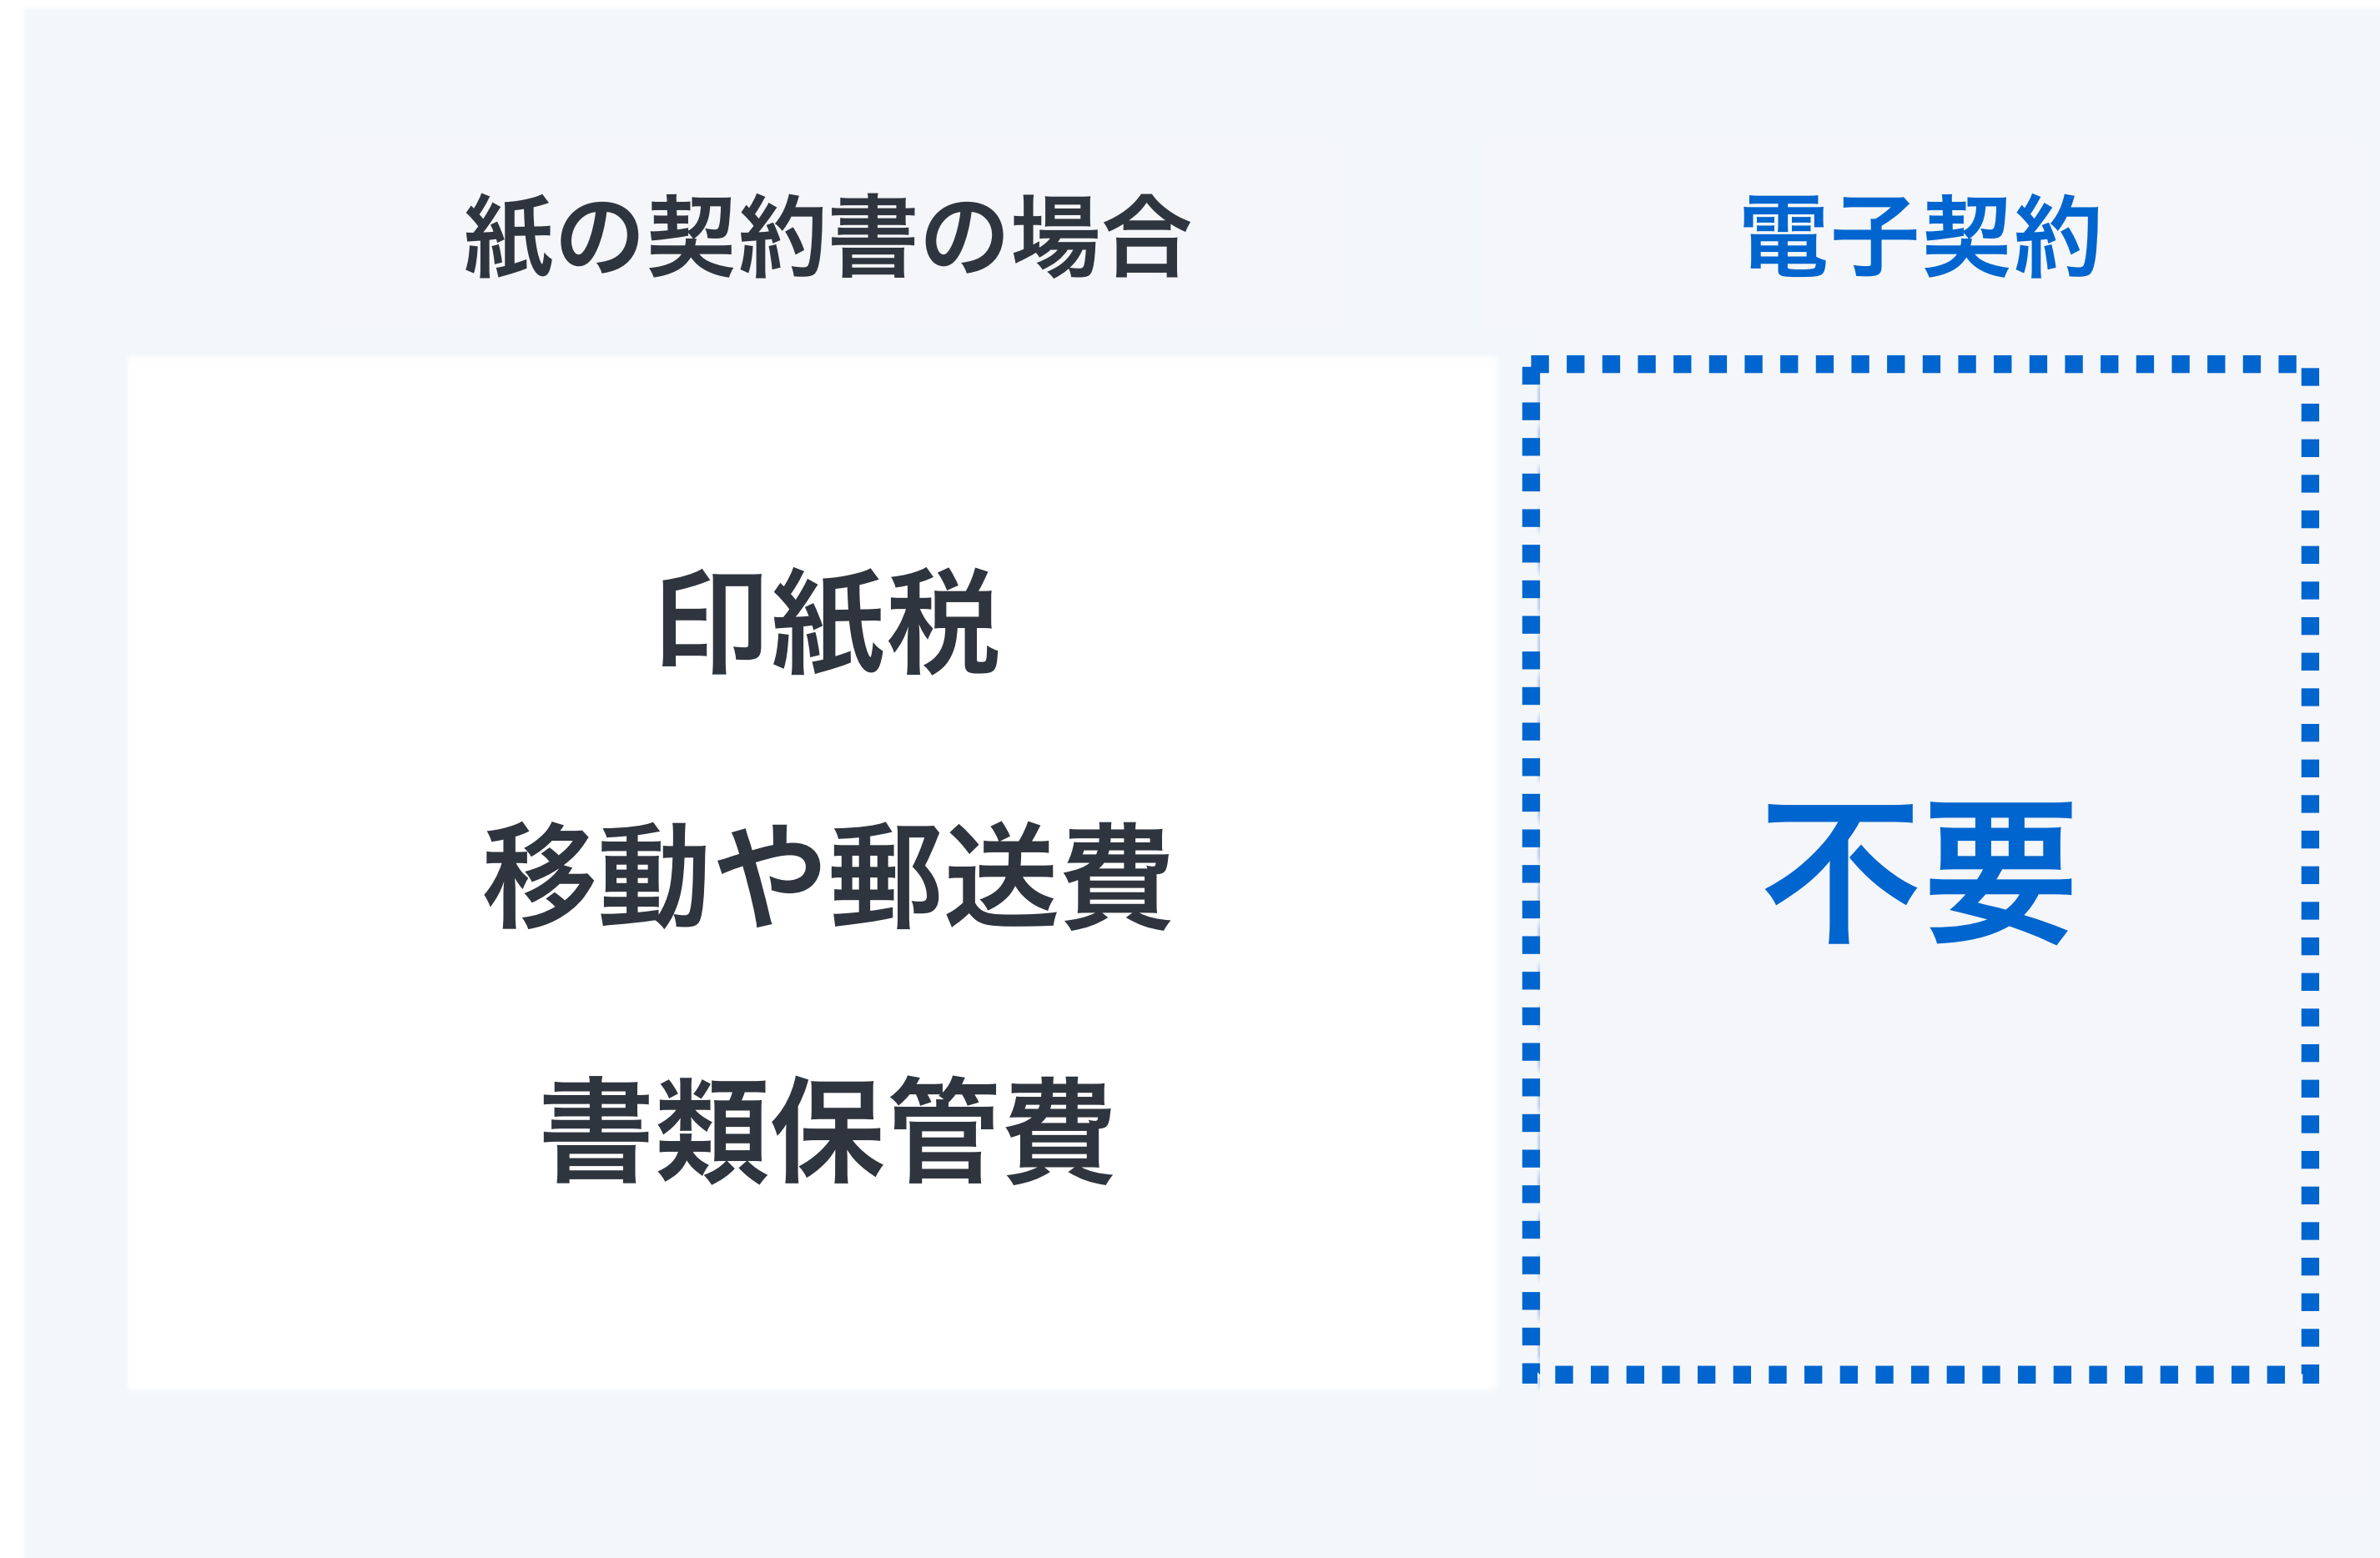 紙の契約書の場合
電子契約
印紙税
移動や郵送費
書類保管費
不要